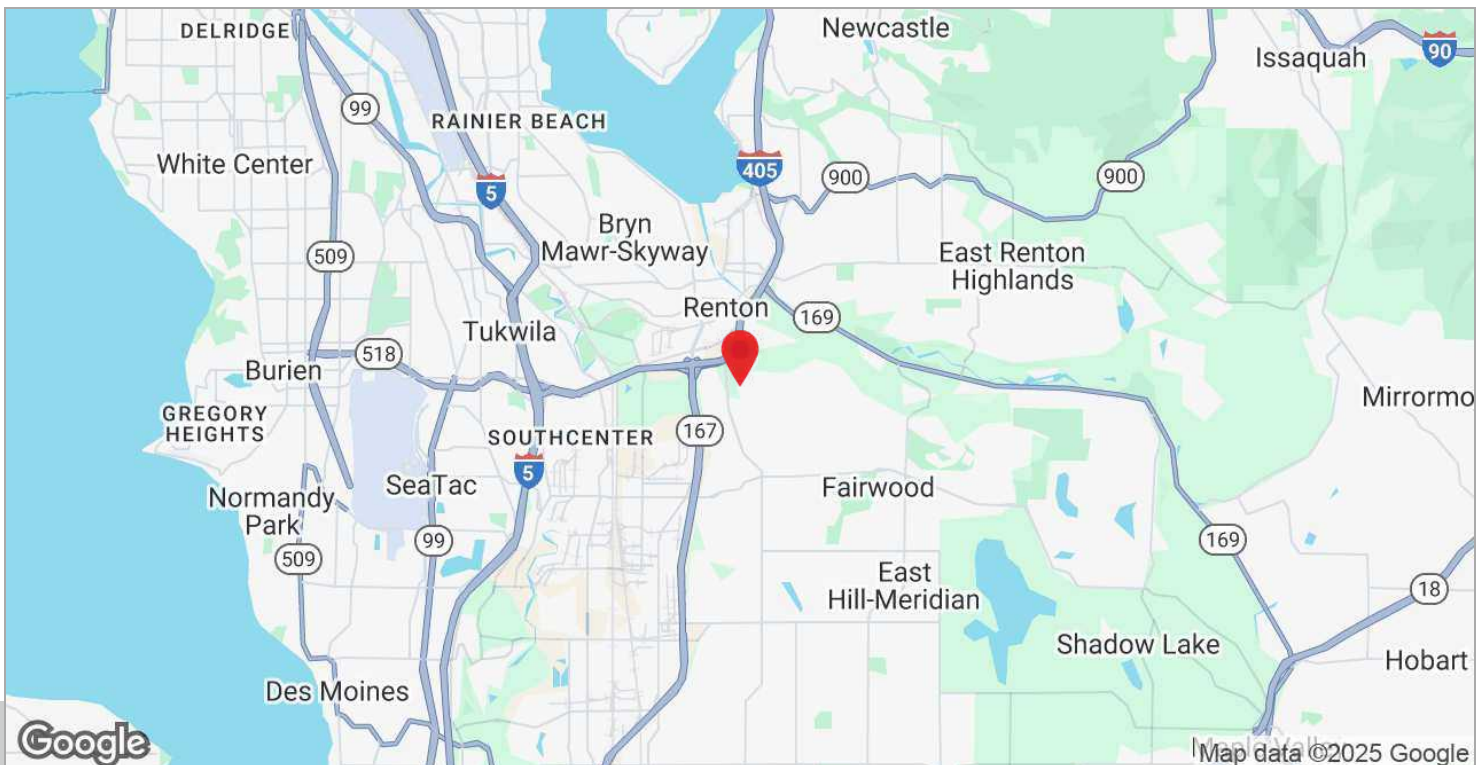 DELRIDGE
Newcastle
Issaquah
90
99
RAINIER BEACH
White Center
405
900
900
5
Bryn
Mawr-Skyway
509
East Renton
Highlands
Renton
169
Tukwila
518
Burien
Mirrormo
GREGORY
HEIGHTS
SOUTHCENTER
167
5
SeaTac
Fairwood
Normandy
Park
99
169
509
East
Hill-Meridian
18
Shadow Lake
Hobart
Des Moines
Google
Map data ©2025 Google